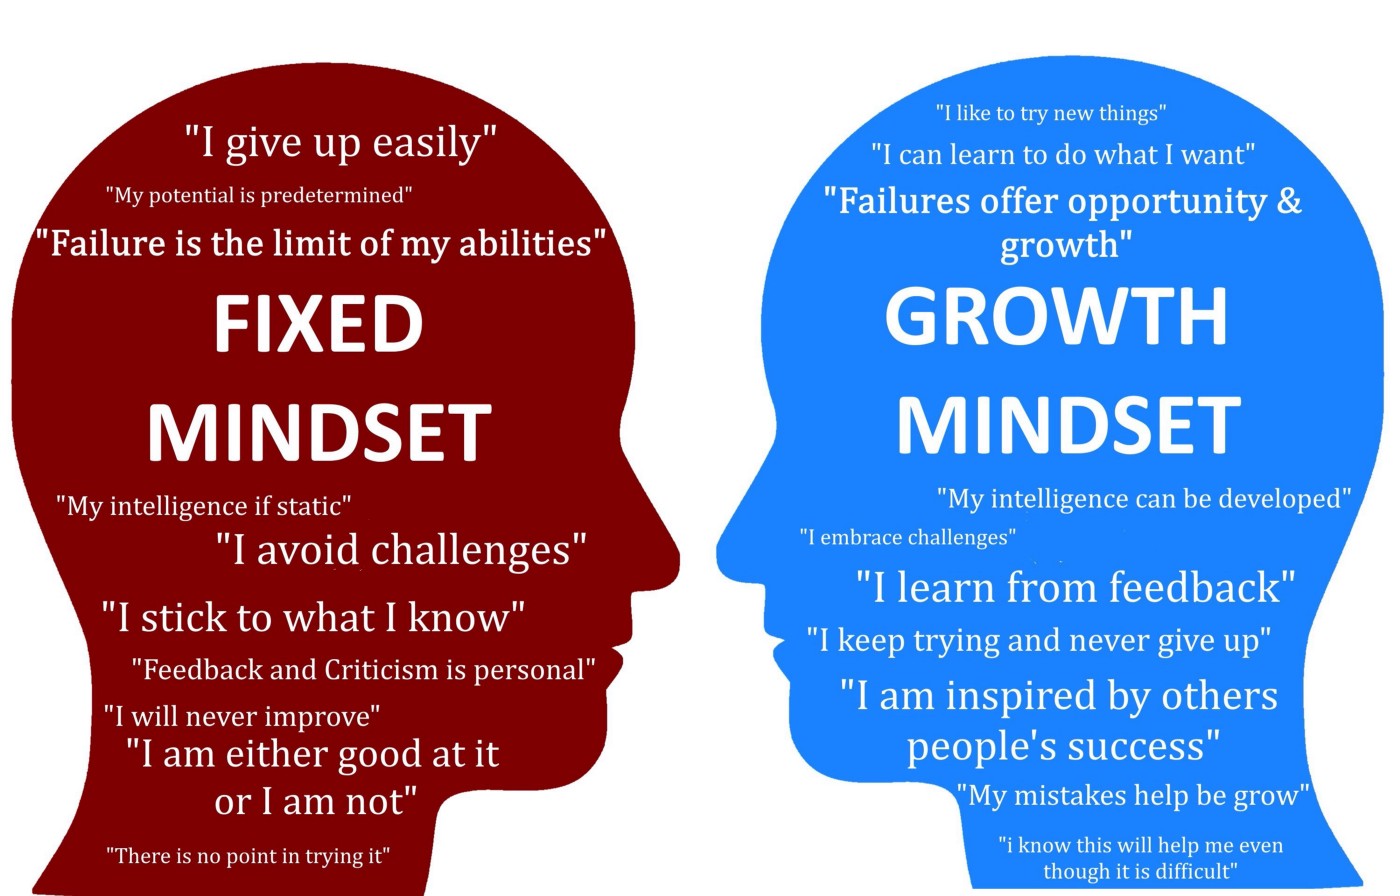 "I give up easily"
"My potential is predetermined"
"Failure is the limit of my abilities"
FIXED
MINDSET
"My intelligence if static"
"I avoid challenges"
"I stick to what I know"
"Feedback and Criticism is personal"
"I will never improve"
"I am either good at it
or I am not"
"There is no point in trying it"
"I like to try new things"
"I can learn to do what I want"
"Failures offer opportunity &
growth"
GROWTH
MINDSET
"My intelligence can be developed"
"I embrace challenges"
"I learn from feedback"
"I keep trying and never give up"
"I am inspired by others
people's success"
"My mistakes help be grow"
"i know this will help me even
though it is difficult"